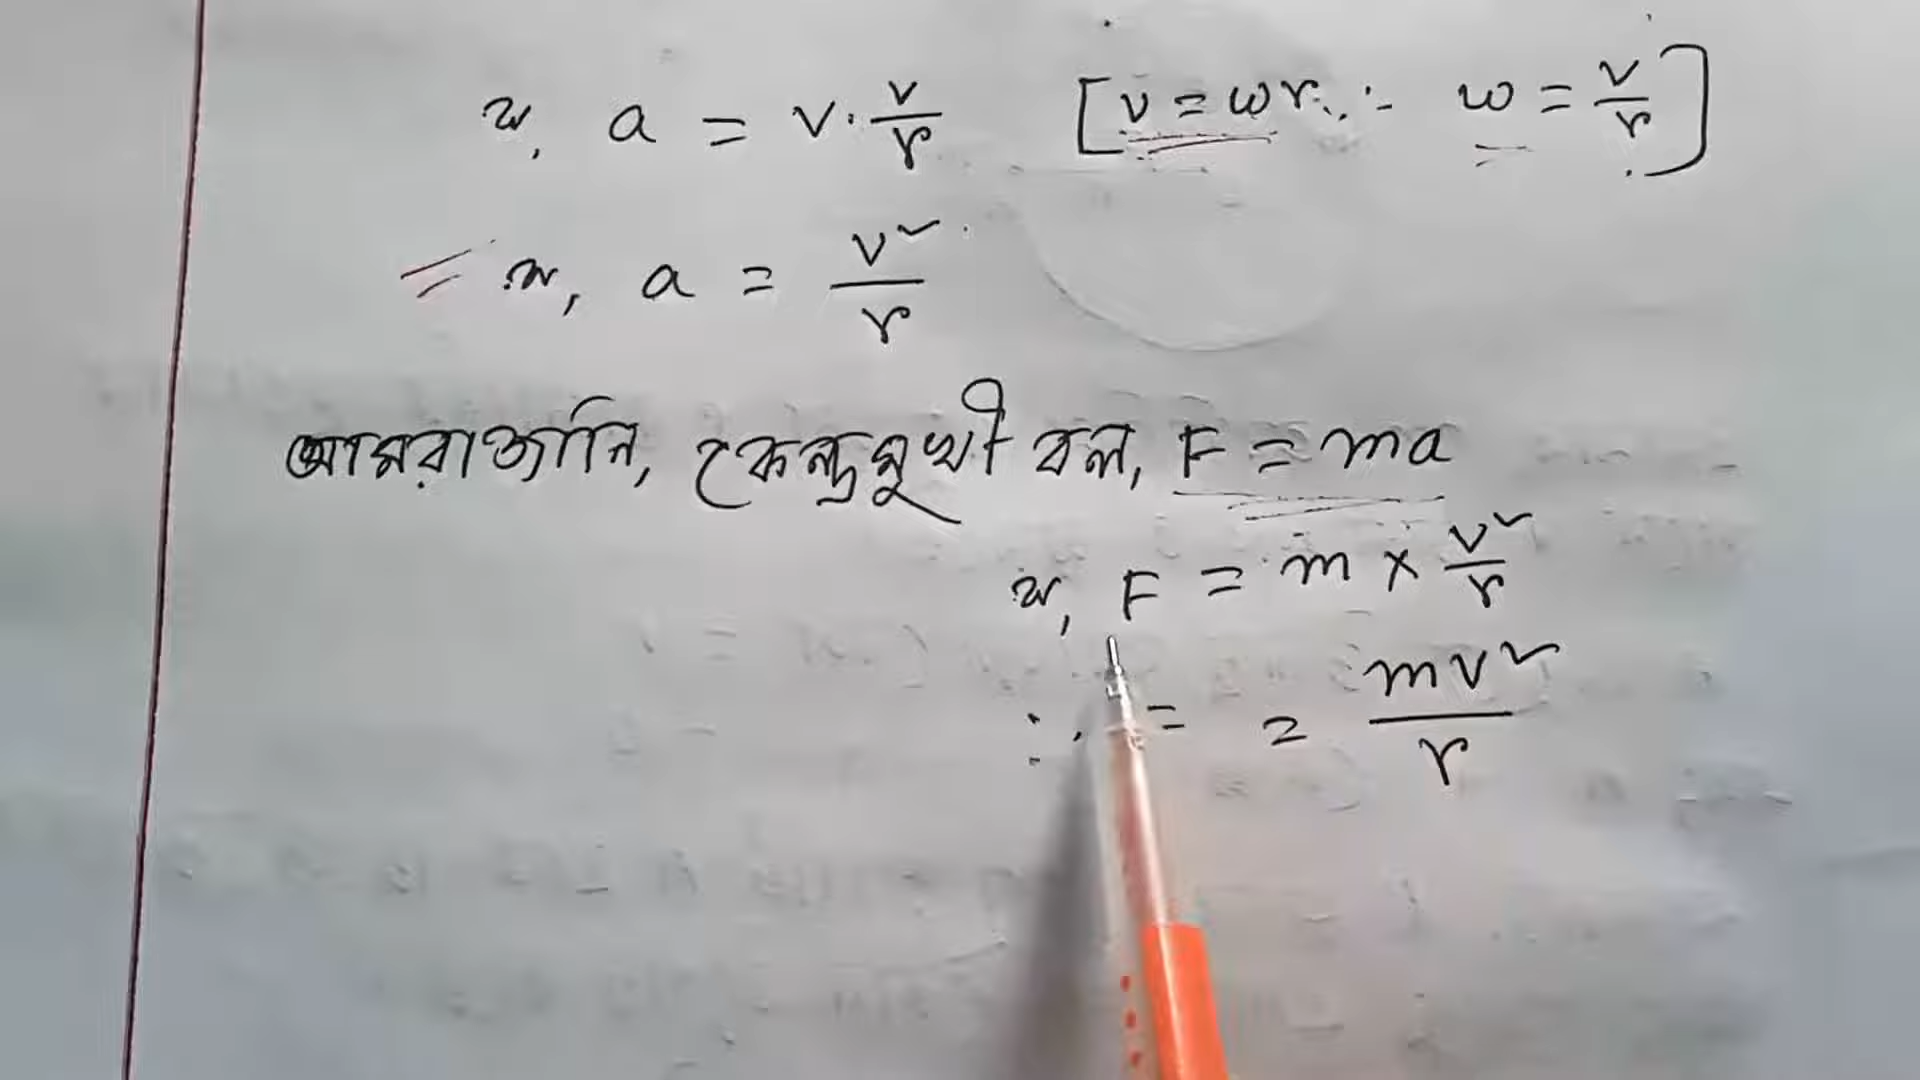 বা, a = v · v/r [v = ωr ∴ ω = v/r]
বা, a = v²/r
আমরা জানি, কেন্দ্রমুখী বল, F = ma
বা, F = m × v²/r
∴ F = mv²/r